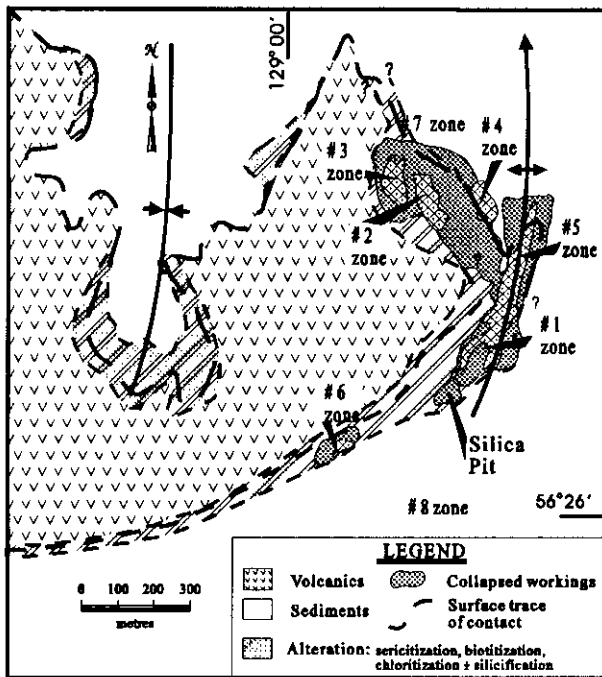 129°00′
N
?
?
#7 zone
#4
zone
#3
zone
#2
zone
#5
zone
?
?
#1
zone
#6
zone
Silica
Pit
#8 zone
56°26′
LEGEND
Volcanics
Collapsed workings
Sediments
Surface trace
of contact
Alteration: sericitization, biotitization,
chloritization ± silicification
0 100 200 300
metres